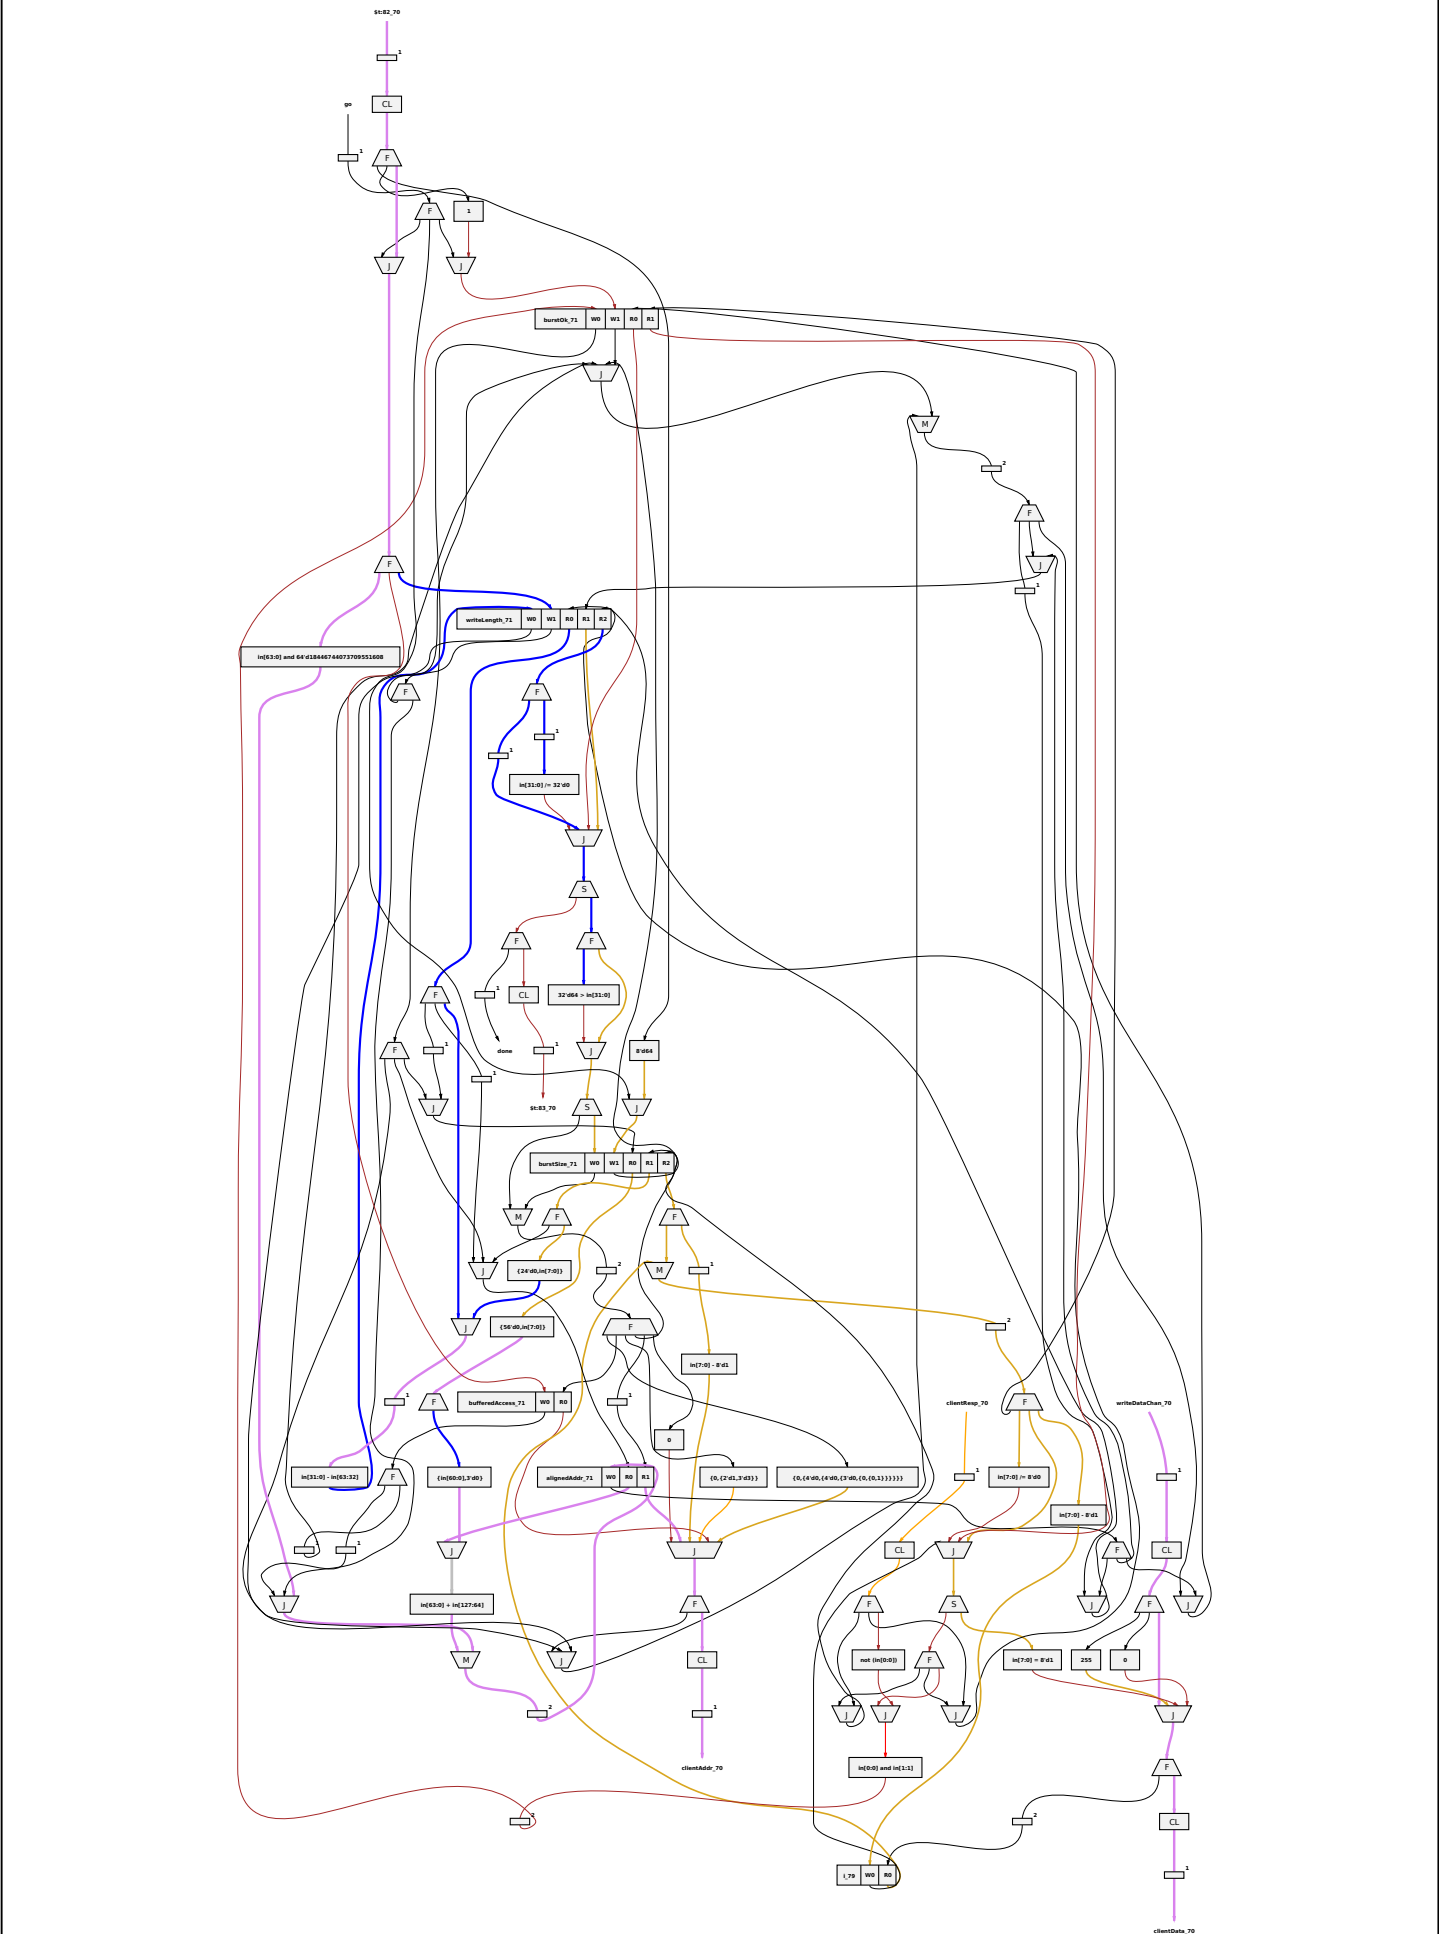 $t:82_70
1
CL
go
1
F
F
1
J
J
burstOk_71 W0 W1 R0 R1
J
M
2
F
F
J
1
writeLength_71 W0 W1 R0 R1 R2
in[63:0] and 64'd18446744073709551608
F
F
1
1
in[31:0] /= 32'd0
J
S
F
F
F
1
CL
32'd64 > in[31:0]
F
1
done
1
J
8'd64
1
J
$t:83_70
S
J
burstSize_71 W0 W1 R0 R1 R2
M
F
F
J
{24'd0,in[7:0]}
2
M
1
J
{56'd0,in[7:0]}
F
2
in[7:0] - 8'd1
1
F
bufferedAccess_71 W0 R0
1
clientResp_70
F
writeDataChan_70
0
in[31:0] - in[63:32]
F
{in[60:0],3'd0}
alignedAddr_71 W0 R0 R1
{0,{2'd1,3'd3}}
{0,{4'd0,{4'd0,{3'd0,{0,{0,1}}}}}}
1
in[7:0] /= 8'd0
1
in[7:0] - 8'd1
1
1
J
J
CL
J
F
CL
J
in[63:0] + in[127:64]
F
F
S
J
F
J
M
J
CL
not (in[0:0])
F
in[7:0] = 8'd1
255
0
2
1
J
J
J
J
clientAddr_70
in[0:0] and in[1:1]
F
2
2
CL
i_79 W0 R0
1
clientData_70